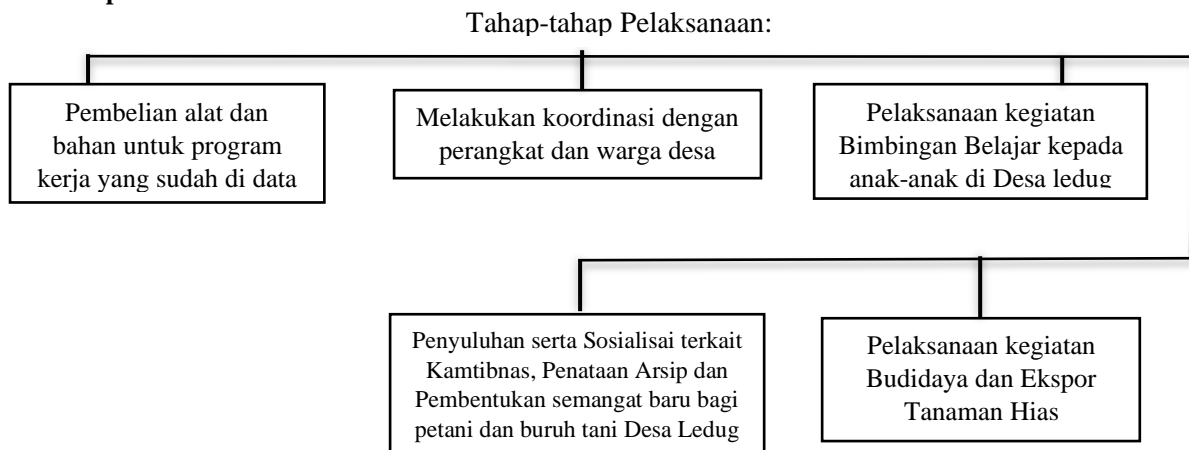 Tahap-tahap Pelaksanaan:
Pembelian alat dan
bahan untuk program
kerja yang sudah di data
Melakukan koordinasi dengan
perangkat dan warga desa
Pelaksanaan kegiatan
Bimbingan Belajar kepada
anak-anak di Desa ledug
Penyuluhan serta Sosialisai terkait
Kamtibnas, Penataan Arsip dan
Pembentukan semangat baru bagi
petani dan buruh tani Desa Ledug
Pelaksanaan kegiatan
Budidaya dan Ekspor
Tanaman Hias